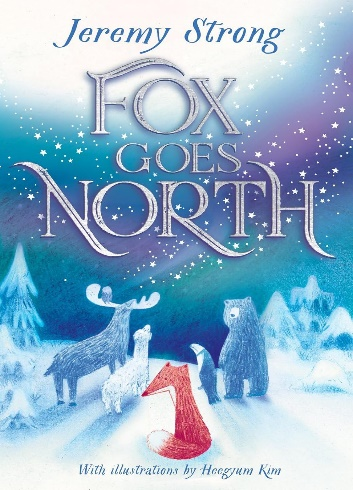 Jeremy Strong
FOX
GOES
NORTH
With illustrations by Heegyum Kim